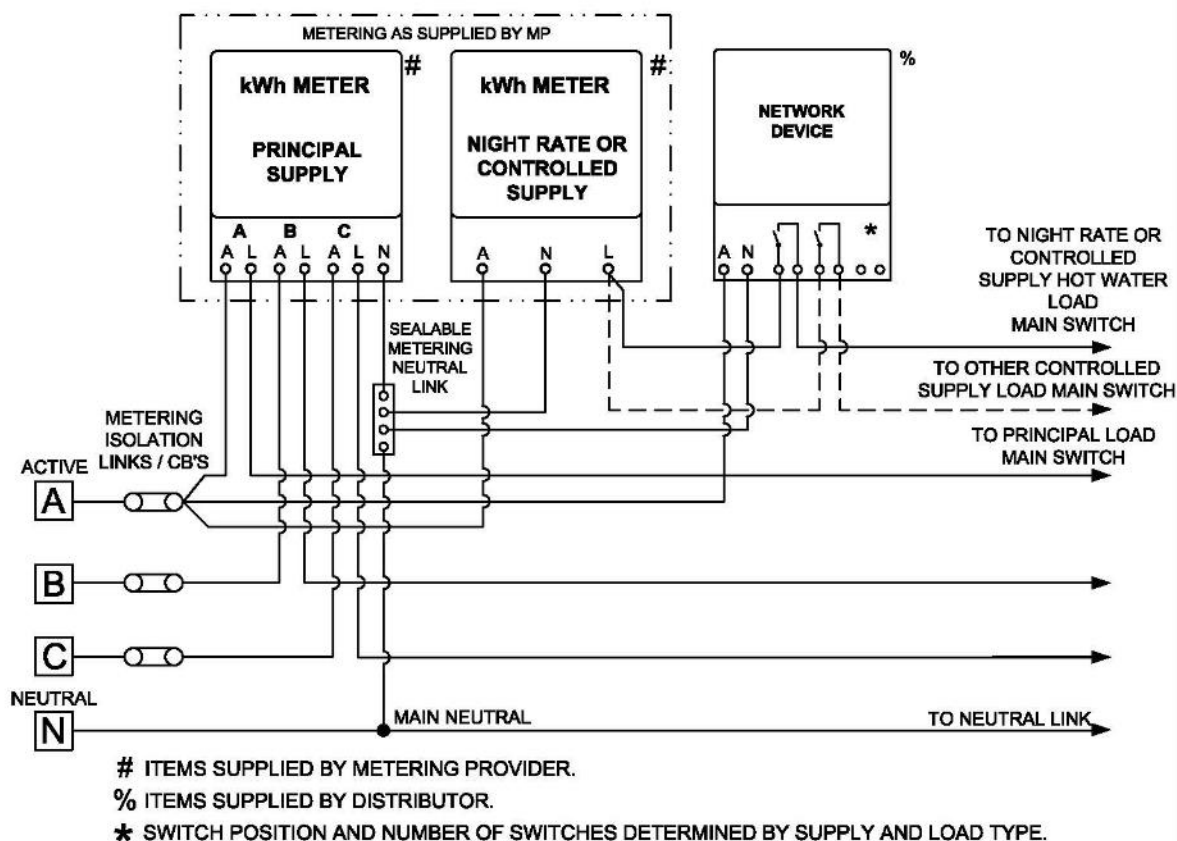 METERING AS SUPPLIED BY MP
kWh METER
#
PRINCIPAL
SUPPLY
A
B
C
A L A L A L N
kWh METER
#
NIGHT RATE OR
CONTROLLED
SUPPLY
A
N
L
%
NETWORK
DEVICE
*
A N
TO NIGHT RATE OR
CONTROLLED
SUPPLY HOT WATER
LOAD
MAIN SWITCH
SEALABLE
METERING
NEUTRAL
LINK
TO OTHER CONTROLLED
SUPPLY LOAD MAIN SWITCH
METERING
ISOLATION
LINKS / CB'S
TO PRINCIPAL LOAD
MAIN SWITCH
ACTIVE
A
B
C
NEUTRAL
N
MAIN NEUTRAL
TO NEUTRAL LINK
# ITEMS SUPPLIED BY METERING PROVIDER.
% ITEMS SUPPLIED BY DISTRIBUTOR.
* SWITCH POSITION AND NUMBER OF SWITCHES DETERMINED BY SUPPLY AND LOAD TYPE.